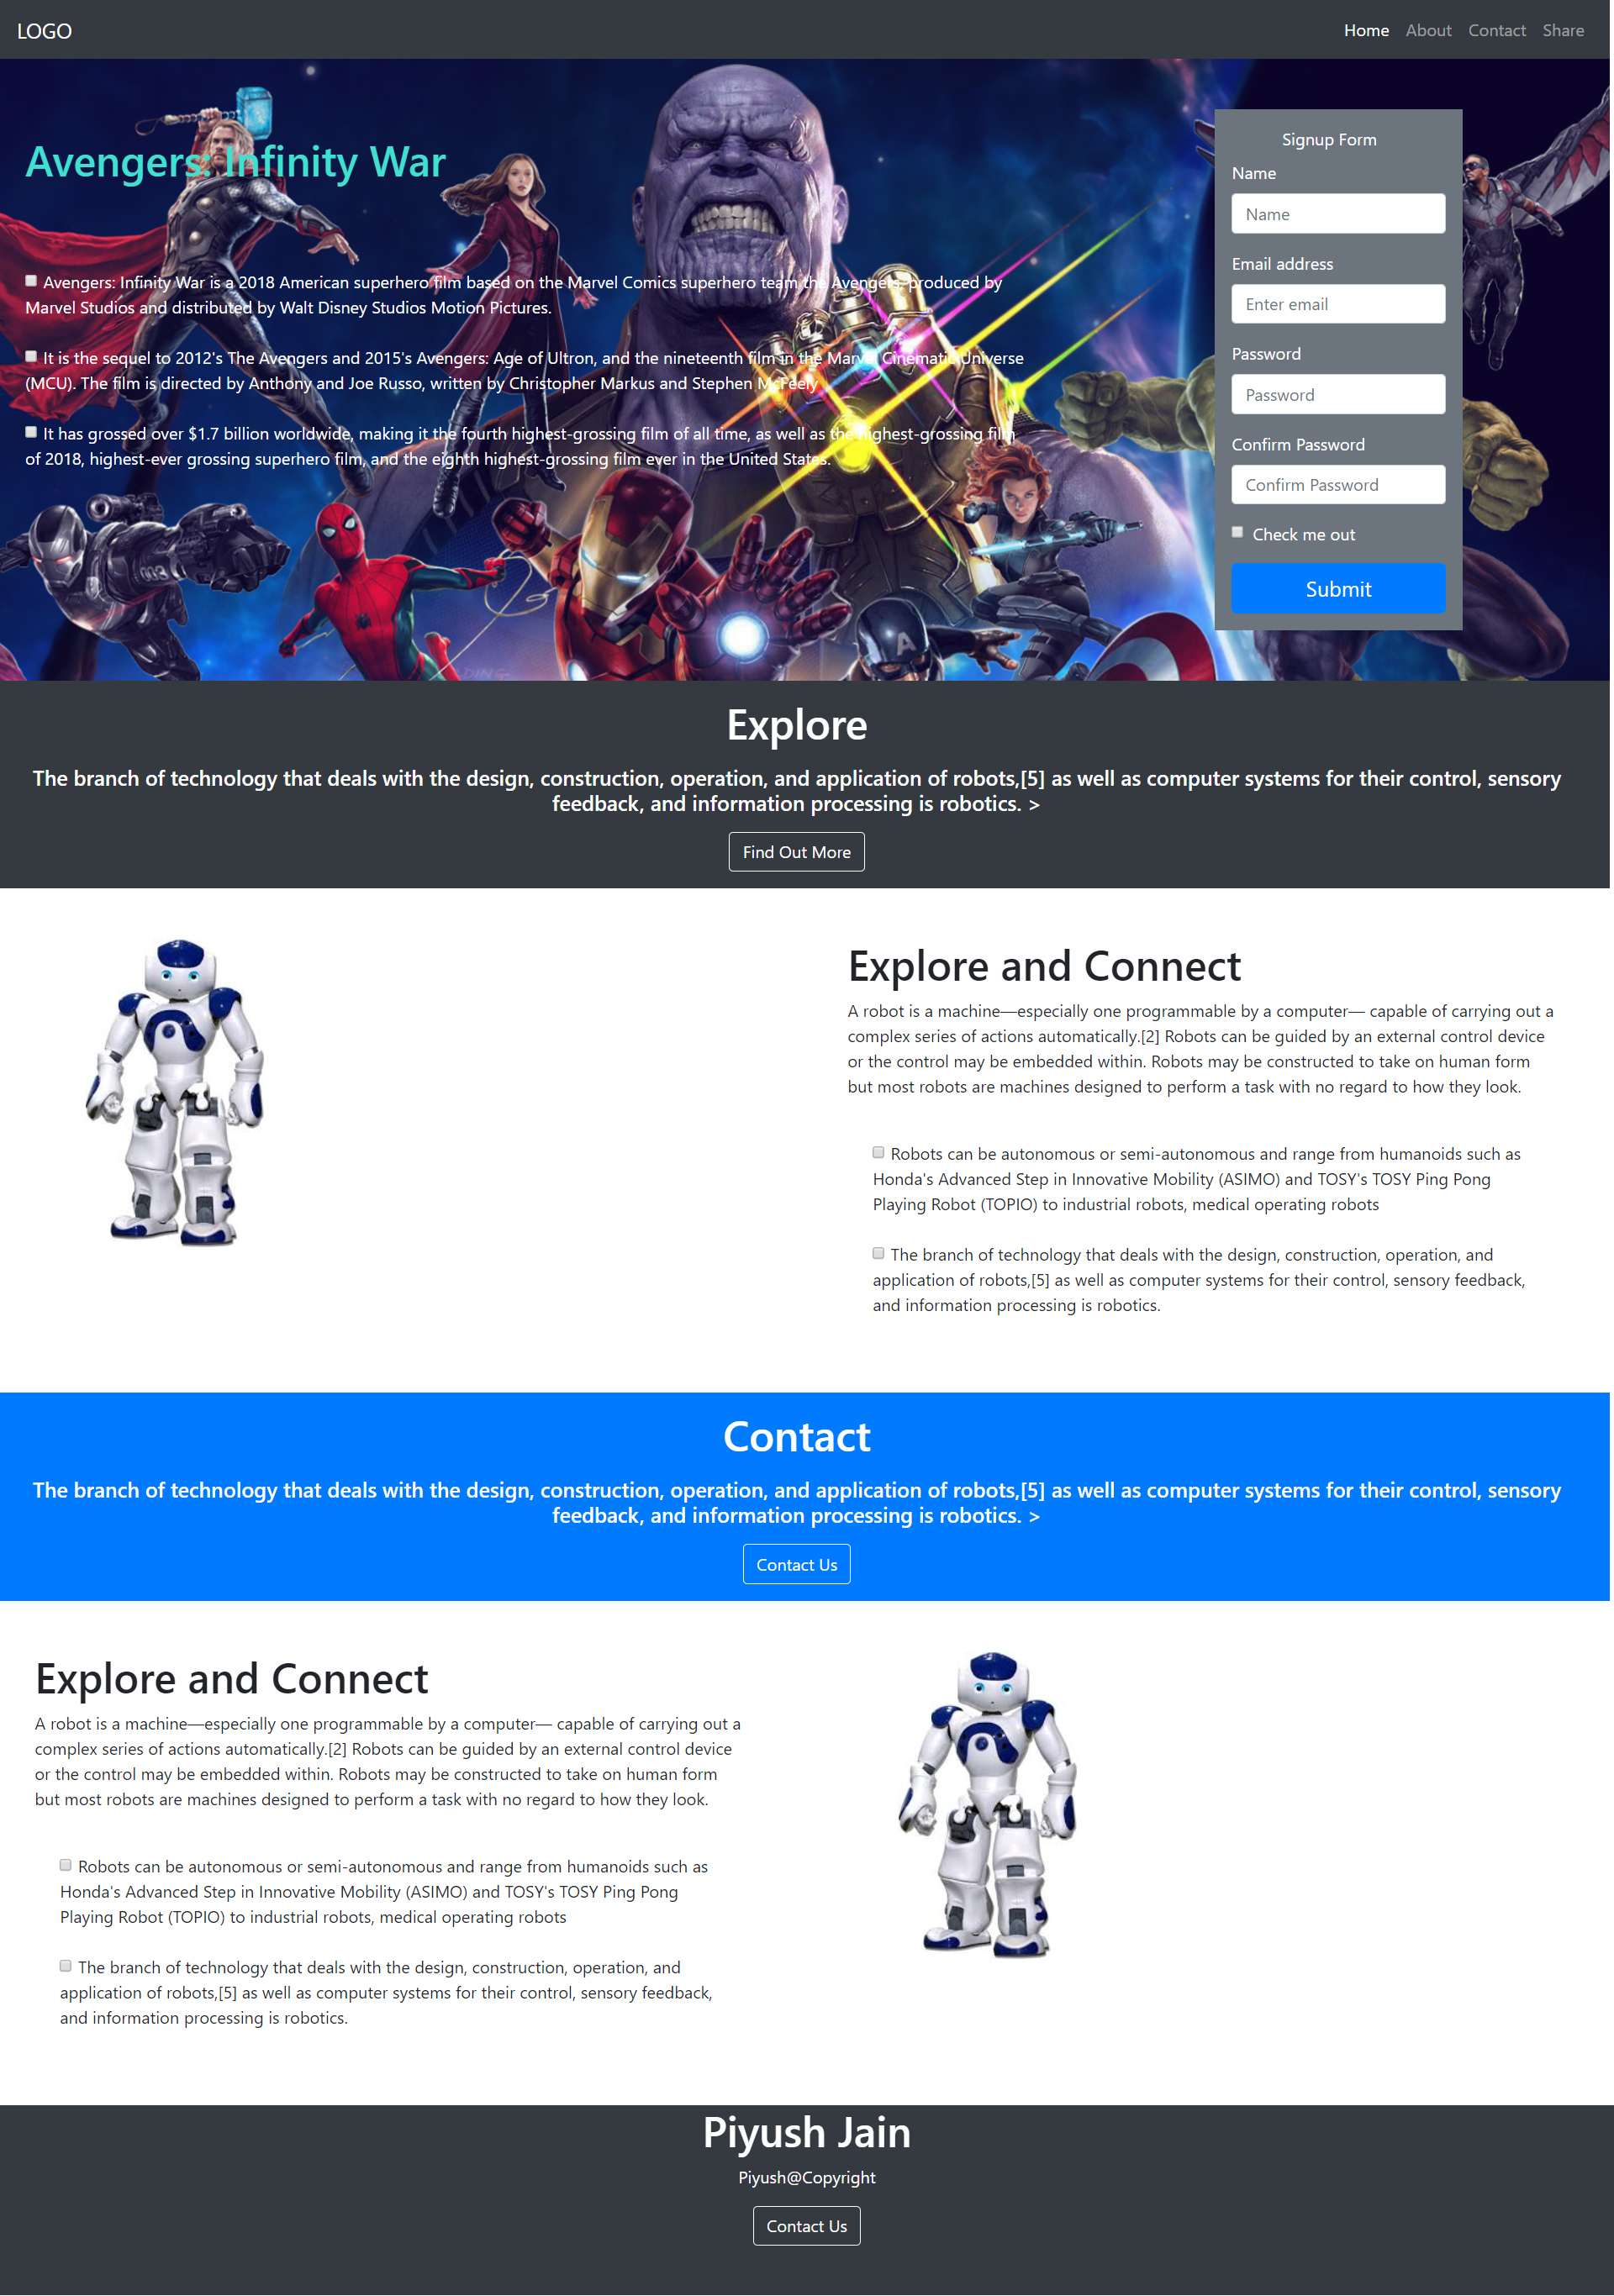 LOGO
Home About Contact Share
Avengers: Infinity War
Avengers: Infinity War is a 2018 American superhero film based on the Marvel Comics superhero team the Avengers, produced by
Marvel Studios and distributed by Walt Disney Studios Motion Pictures.
It is the sequel to 2012's The Avengers and 2015's Avengers: Age of Ultron, and the nineteenth film in the Marvel Cinematic Universe
(MCU). The film is directed by Anthony and Joe Russo, written by Christopher Markus and Stephen McFeely
It has grossed over $1.7 billion worldwide, making it the fourth highest-grossing film of all time, as well as the highest-grossing film
of 2018, highest-ever grossing superhero film, and the eighth highest-grossing film ever in the United States.
Signup Form
Name
Name
Email address
Enter email
Password
Password
Confirm Password
Confirm Password
Check me out
Submit
A
Explore
The branch of technology that deals with the design, construction, operation, and application of robots,[5] as well as computer systems for their control, sensory
feedback, and information processing is robotics. >
Find Out More
Explore and Connect
A robot is a machine—especially one programmable by a computer— capable of carrying out a
complex series of actions automatically.[2] Robots can be guided by an external control device
or the control may be embedded within. Robots may be constructed to take on human form
but most robots are machines designed to perform a task with no regard to how they look.
Robots can be autonomous or semi-autonomous and range from humanoids such as
Honda's Advanced Step in Innovative Mobility (ASIMO) and TOSY's TOSY Ping Pong
Playing Robot (TOPIO) to industrial robots, medical operating robots
The branch of technology that deals with the design, construction, operation, and
application of robots,[5] as well as computer systems for their control, sensory feedback,
and information processing is robotics.
Contact
The branch of technology that deals with the design, construction, operation, and application of robots,[5] as well as computer systems for their control, sensory
feedback, and information processing is robotics. >
Contact Us
Explore and Connect
A robot is a machine—especially one programmable by a computer— capable of carrying out a
complex series of actions automatically.[2] Robots can be guided by an external control device
or the control may be embedded within. Robots may be constructed to take on human form
but most robots are machines designed to perform a task with no regard to how they look.
Robots can be autonomous or semi-autonomous and range from humanoids such as
Honda's Advanced Step in Innovative Mobility (ASIMO) and TOSY's TOSY Ping Pong
Playing Robot (TOPIO) to industrial robots, medical operating robots
The branch of technology that deals with the design, construction, operation, and
application of robots,[5] as well as computer systems for their control, sensory feedback,
and information processing is robotics.
Piyush Jain
Piyush@Copyright
Contact Us